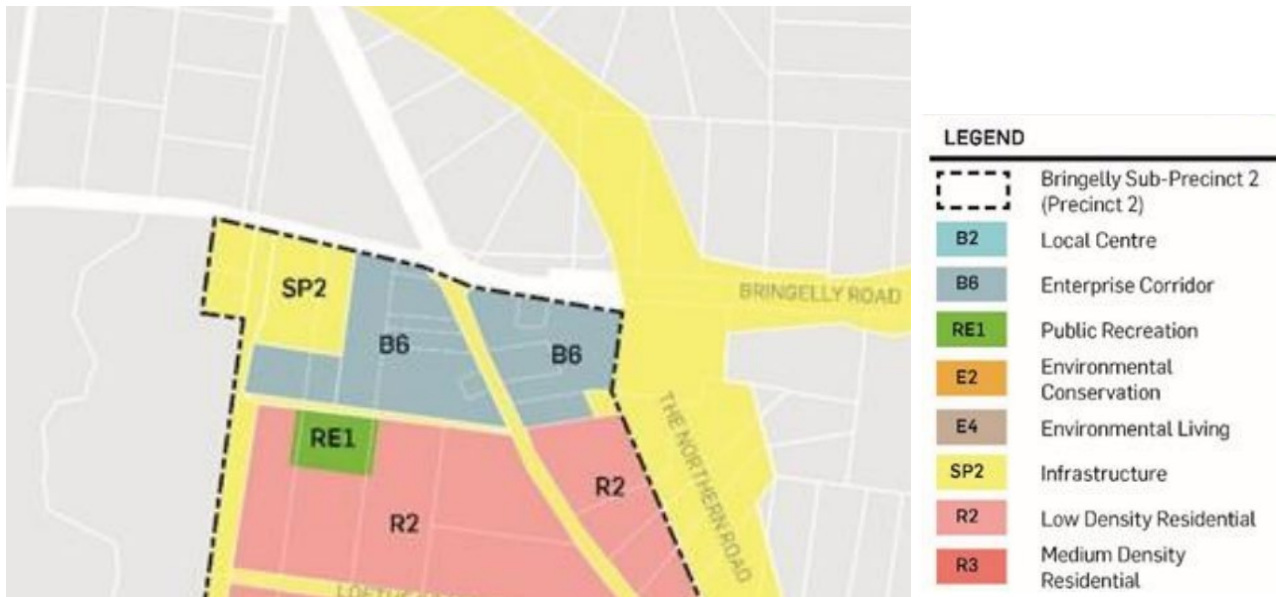 SP2
B6
B6
BRINGELLY ROAD
RE1
R2
R2
THE NORTHERN ROAD
LEGEND
Bringelly Sub-Precinct 2
(Precinct 2)
B2 Local Centre
B6 Enterprise Corridor
RE1 Public Recreation
E2 Environmental
Conservation
E4 Environmental Living
SP2 Infrastructure
R2 Low Density Residential
R3 Medium Density
Residential